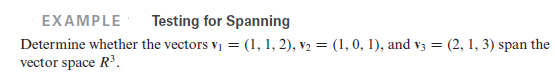 EXAMPLE Testing for Spanning
Determine whether the vectors v₁ = (1, 1, 2), v₂ = (1, 0, 1), and v₃ = (2, 1, 3) span the
vector space R³.